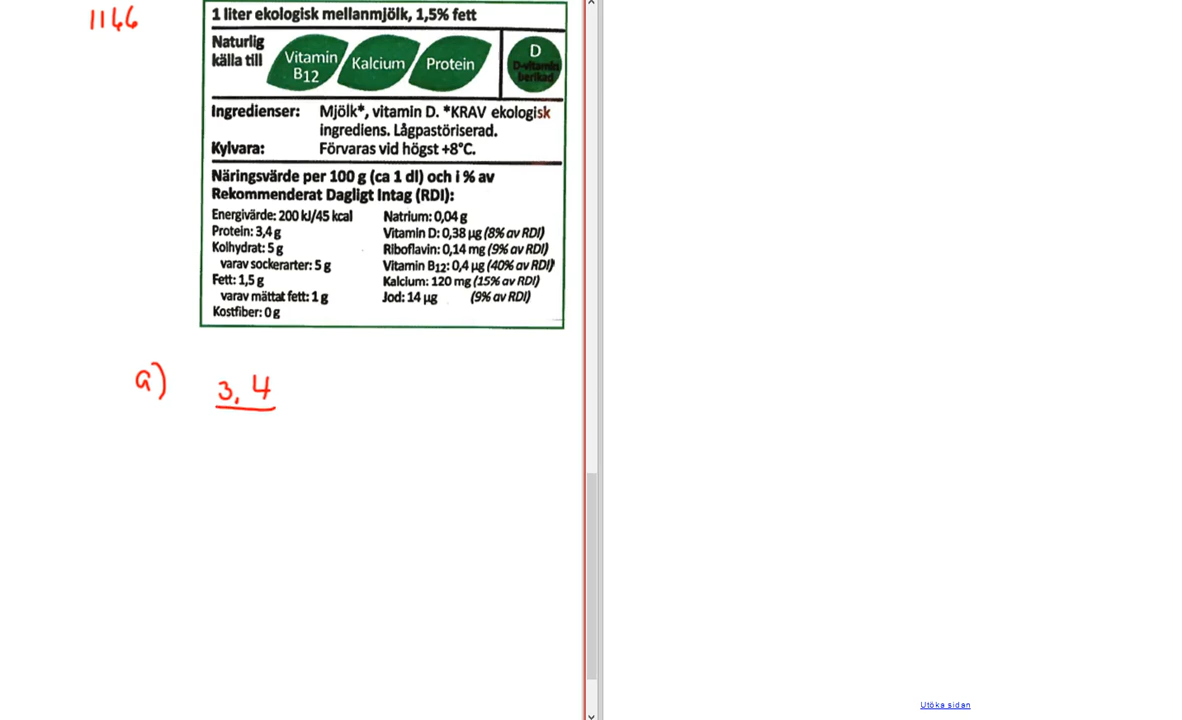 1166
1 liter ekologisk mellanmjölk, 1,5% fett
Naturlig
källa till
Vitamin
B12
Kalcium
Protein
D
D-vitamin
berikad
Ingredienser: Mjölk*, vitamin D. *KRAV ekologisk
ingrediens. Lågpastöriserad.
Kylvara: Förvaras vid högst +8°C.
Näringsvärde per 100 g (ca 1 dl) och i % av
Rekommenderat Dagligt Intag (RDI):
Energivärde: 200 kJ/45 kcal
Protein: 3,4 g
Kolhydrat: 5 g
varav sockerarter: 5 g
Fett: 1,5 g
varav mättat fett: 1 g
Kostfiber: 0 g
Natrium: 0,04 g
Vitamin D: 0,38 µg (8% av RDI)
Riboflavin: 0,14 mg (9% av RDI)
Vitamin B12: 0,4 µg (40% av RDI)
Kalcium: 120 mg (15% av RDI)
Jod: 14 µg (9% av RDI)
a) 3,4
Utöka sidan